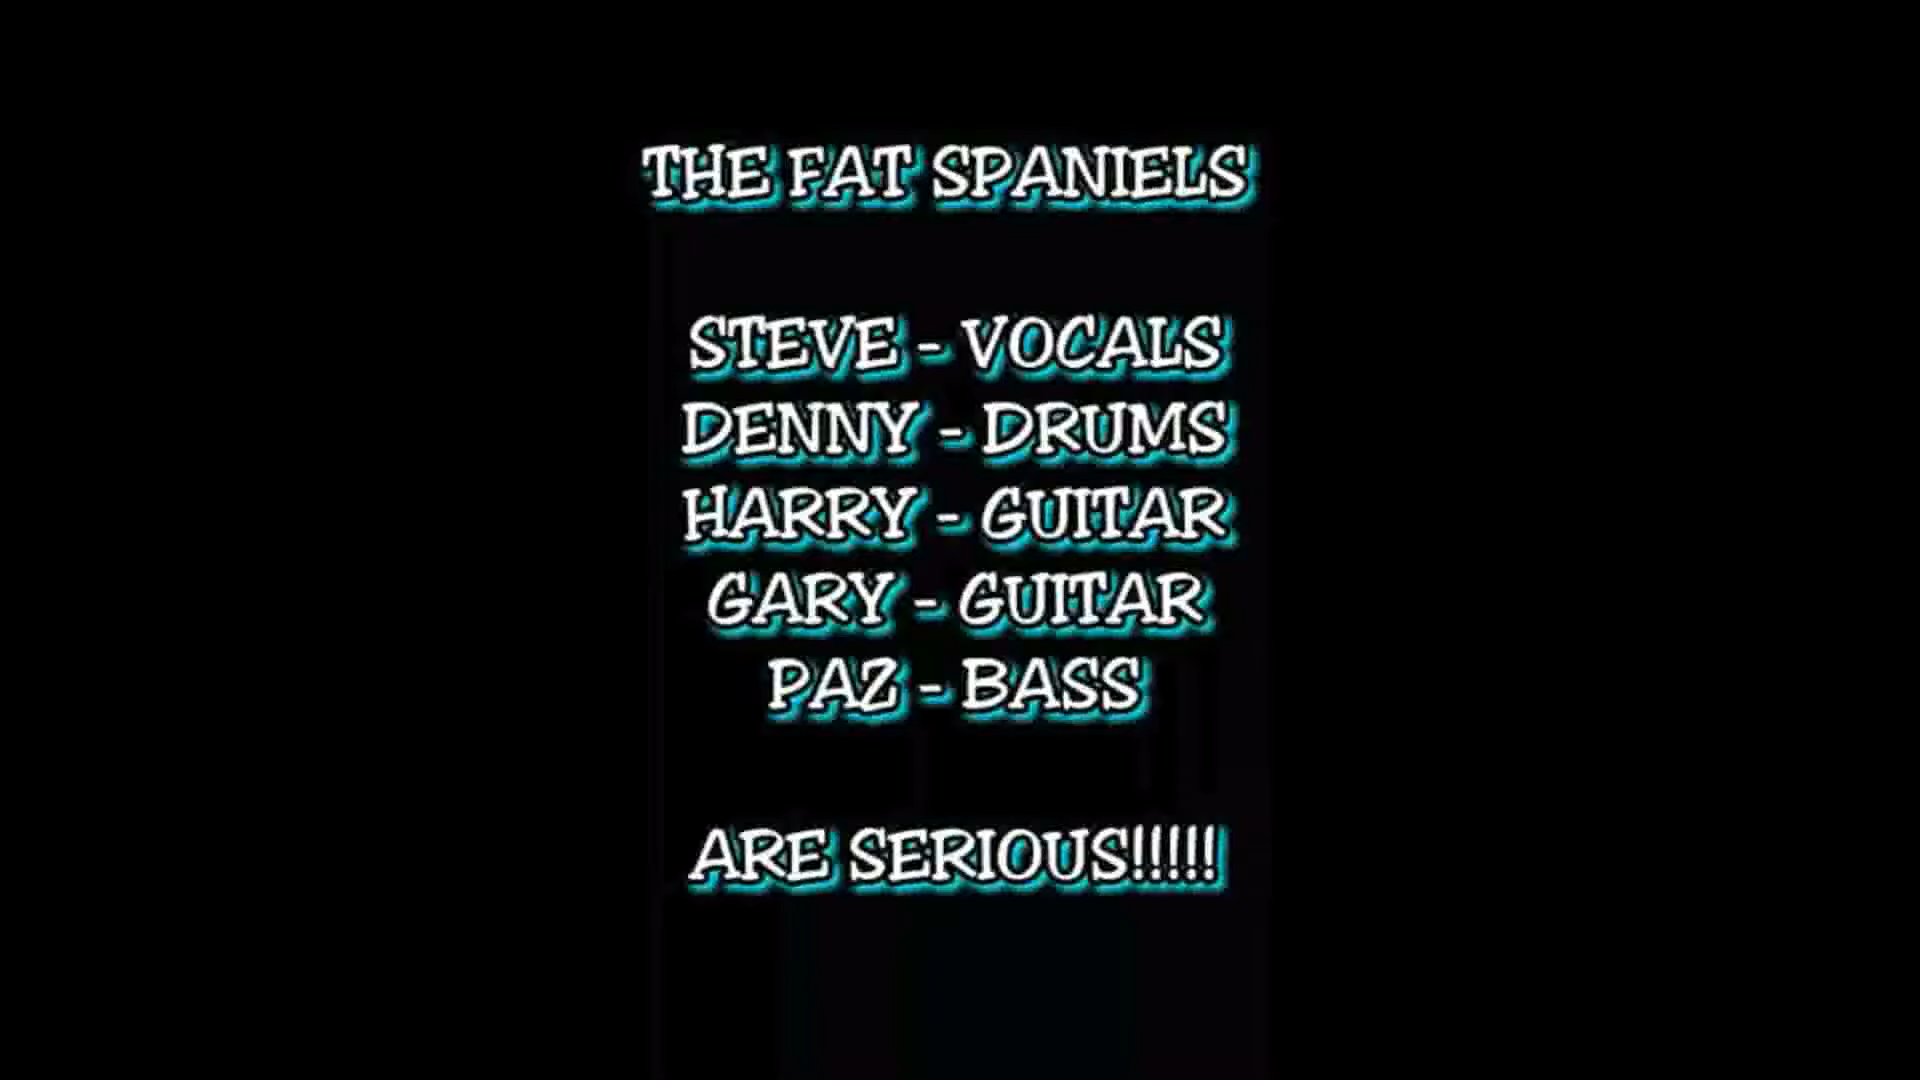 THE FAT SPANIELS
STEVE - VOCALS
DENNY - DRUMS
HARRY - GUITAR
GARY - GUITAR
PAZ - BASS
ARE SERIOUS!!!!!